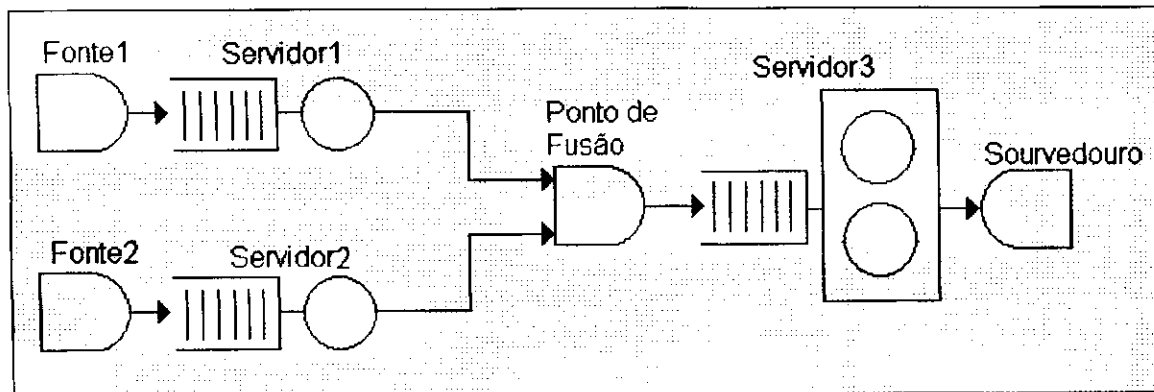 Fonte1
Servidor1
Servidor3
Ponto de
Fusão
Sourvedouro
Fonte2
Servidor2